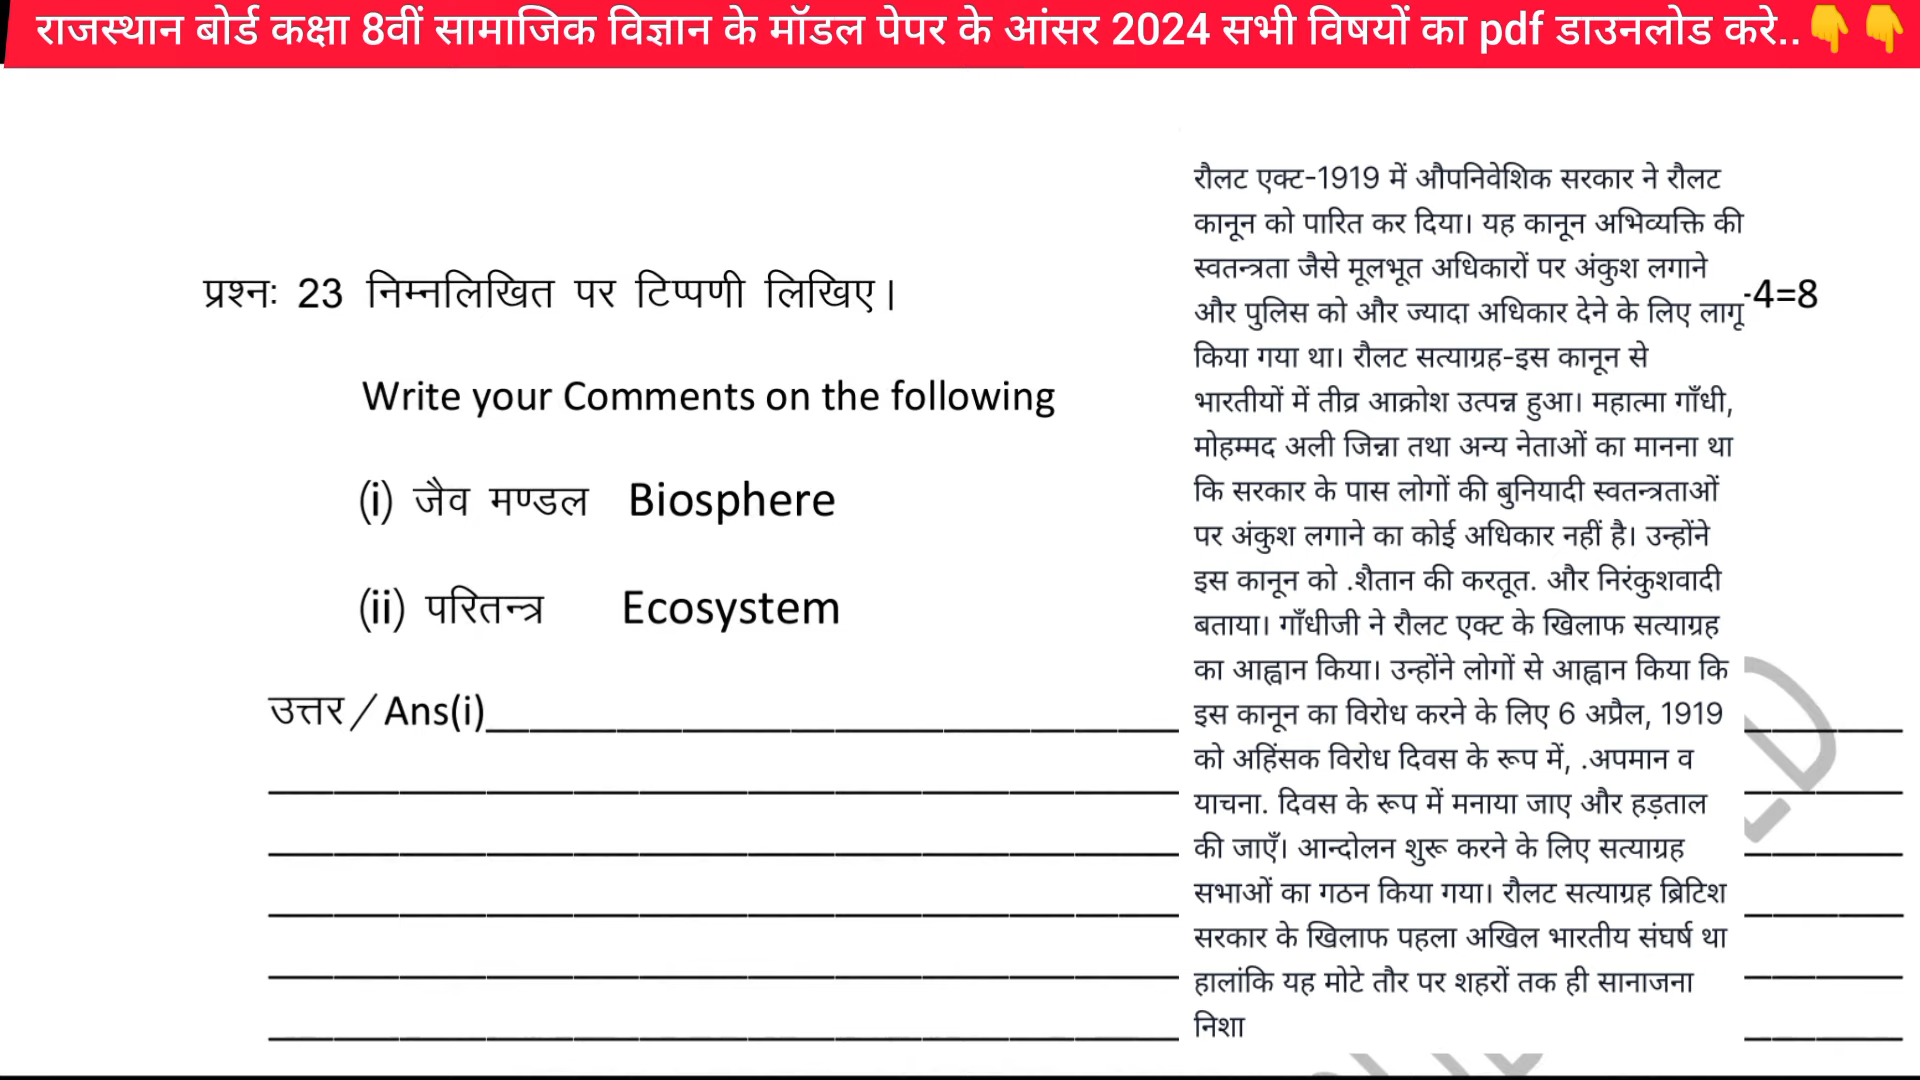 राजस्थान बोर्ड कक्षा 8वीं सामाजिक विज्ञान के मॉडल पेपर के आंसर 2024 सभी विषयों का pdf डाउनलोड करे..👇👇
प्रश्नः 23 निम्नलिखित पर टिप्पणी लिखिए।
-4=8
Write your Comments on the following
(i) जैव मण्डल Biosphere
(ii) परितन्त्र Ecosystem
उत्तर/Ans(i)
रौलट एक्ट-1919 में औपनिवेशिक सरकार ने रौलट
कानून को पारित कर दिया। यह कानून अभिव्यक्ति की
स्वतन्त्रता जैसे मूलभूत अधिकारों पर अंकुश लगाने
और पुलिस को और ज्यादा अधिकार देने के लिए लागू
किया गया था। रौलट सत्याग्रह-इस कानून से
भारतीयों में तीव्र आक्रोश उत्पन्न हुआ। महात्मा गाँधी,
मोहम्मद अली जिन्ना तथा अन्य नेताओं का मानना था
कि सरकार के पास लोगों की बुनियादी स्वतन्त्रताओं
पर अंकुश लगाने का कोई अधिकार नहीं है। उन्होंने
इस कानून को .शैतान की करतूत. और निरंकुशवादी
बताया। गाँधीजी ने रौलट एक्ट के खिलाफ सत्याग्रह
का आह्वान किया। उन्होंने लोगों से आह्वान किया कि
इस कानून का विरोध करने के लिए 6 अप्रैल, 1919
को अहिंसक विरोध दिवस के रूप में, .अपमान व
याचना. दिवस के रूप में मनाया जाए और हड़ताल
की जाएँ। आन्दोलन शुरू करने के लिए सत्याग्रह
सभाओं का गठन किया गया। रौलट सत्याग्रह ब्रिटिश
सरकार के खिलाफ पहला अखिल भारतीय संघर्ष था
हालांकि यह मोटे तौर पर शहरों तक ही सानाजना
निशा